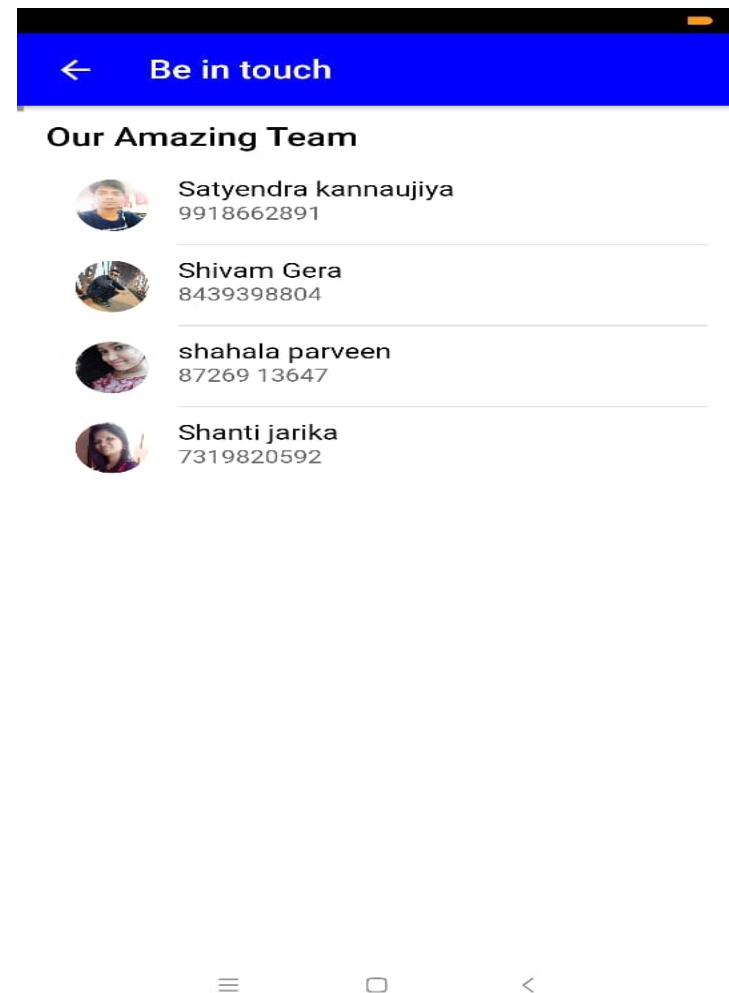 Be in touch
Our Amazing Team
Satyendra kannaujiya
9918662891
Shivam Gera
8439398804
shahala parveen
87269 13647
Shanti jarika
7319820592